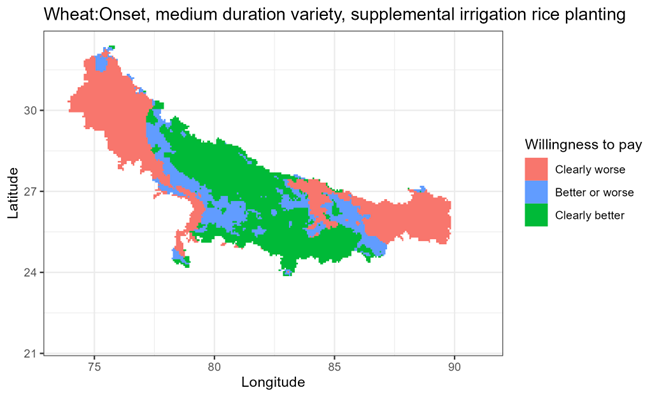 Wheat:Onset, medium duration variety, supplemental irrigation rice planting
30
27
24
21
Latitude
75
80
85
90
Longitude
Willingness to pay
Clearly worse
Better or worse
Clearly better